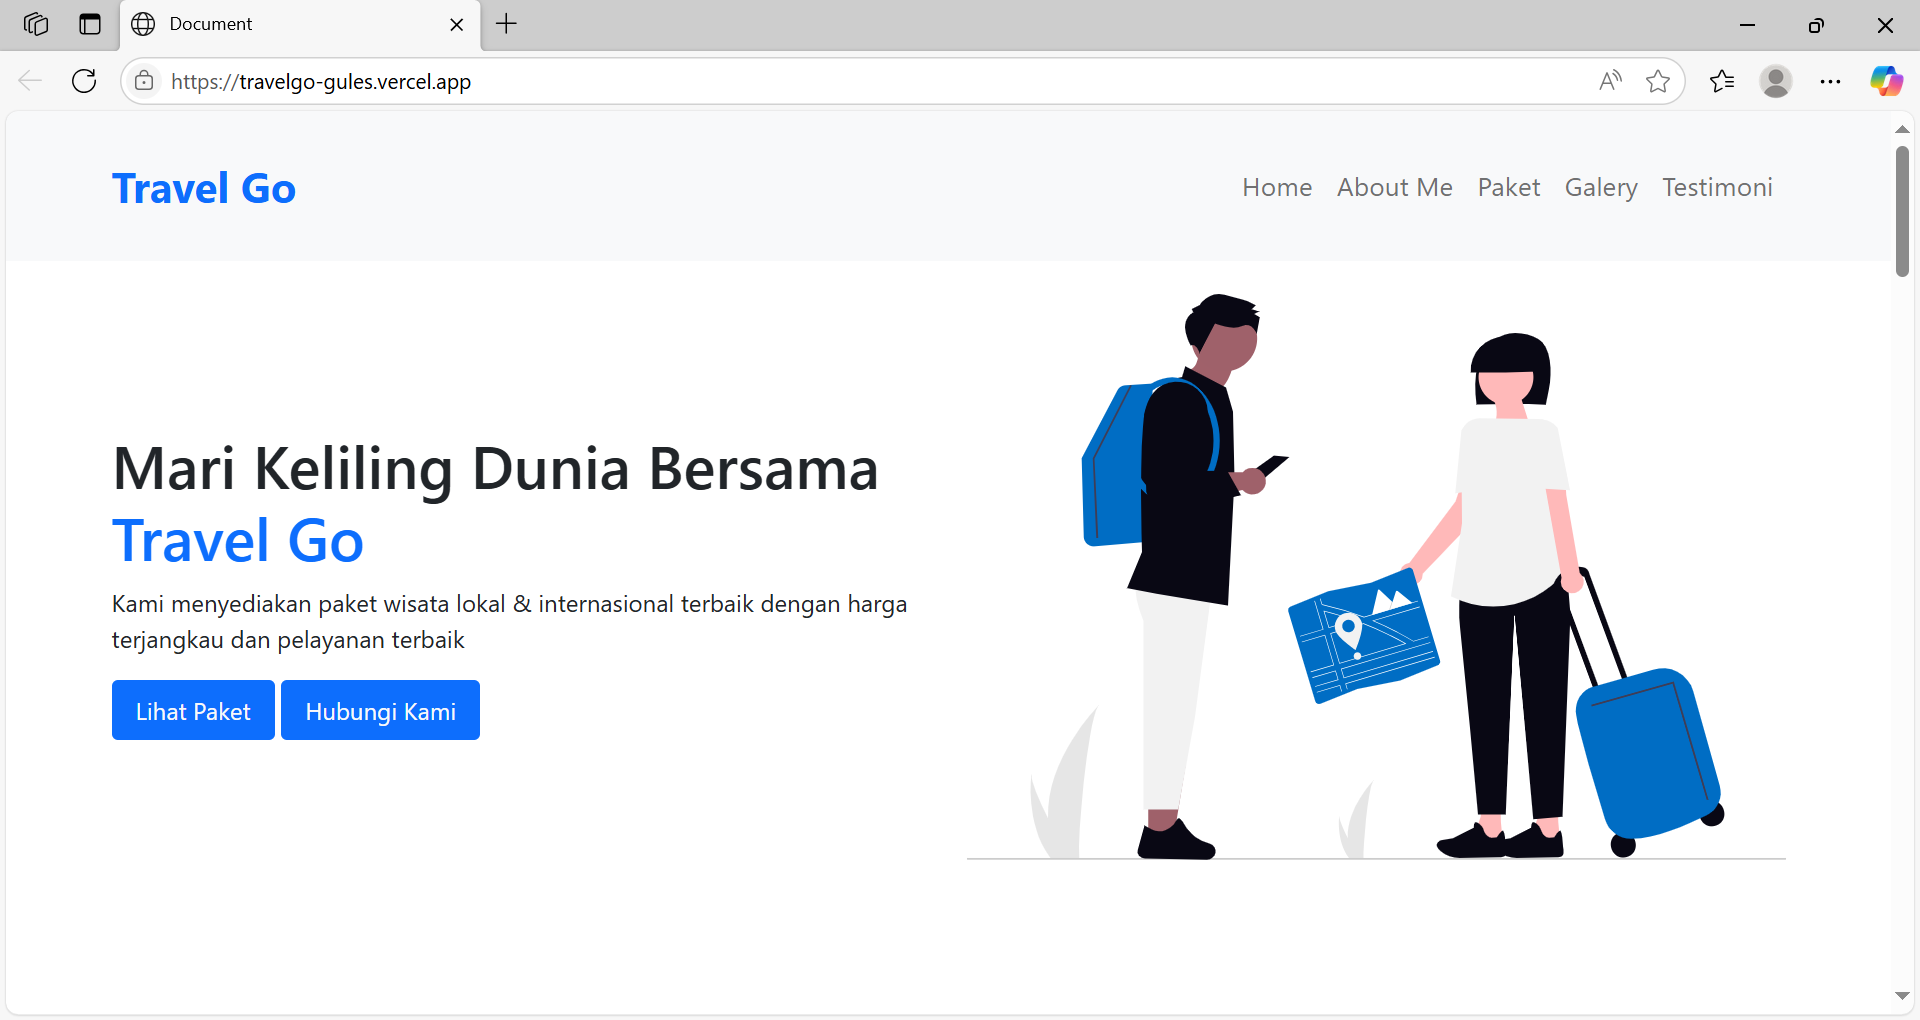 Document
https://travelgo-gules.vercel.app
Travel Go
Home About Me Paket Galery Testimoni
Mari Keliling Dunia Bersama
Travel Go
Kami menyediakan paket wisata lokal & internasional terbaik dengan harga
terjangkau dan pelayanan terbaik
Lihat Paket Hubungi Kami